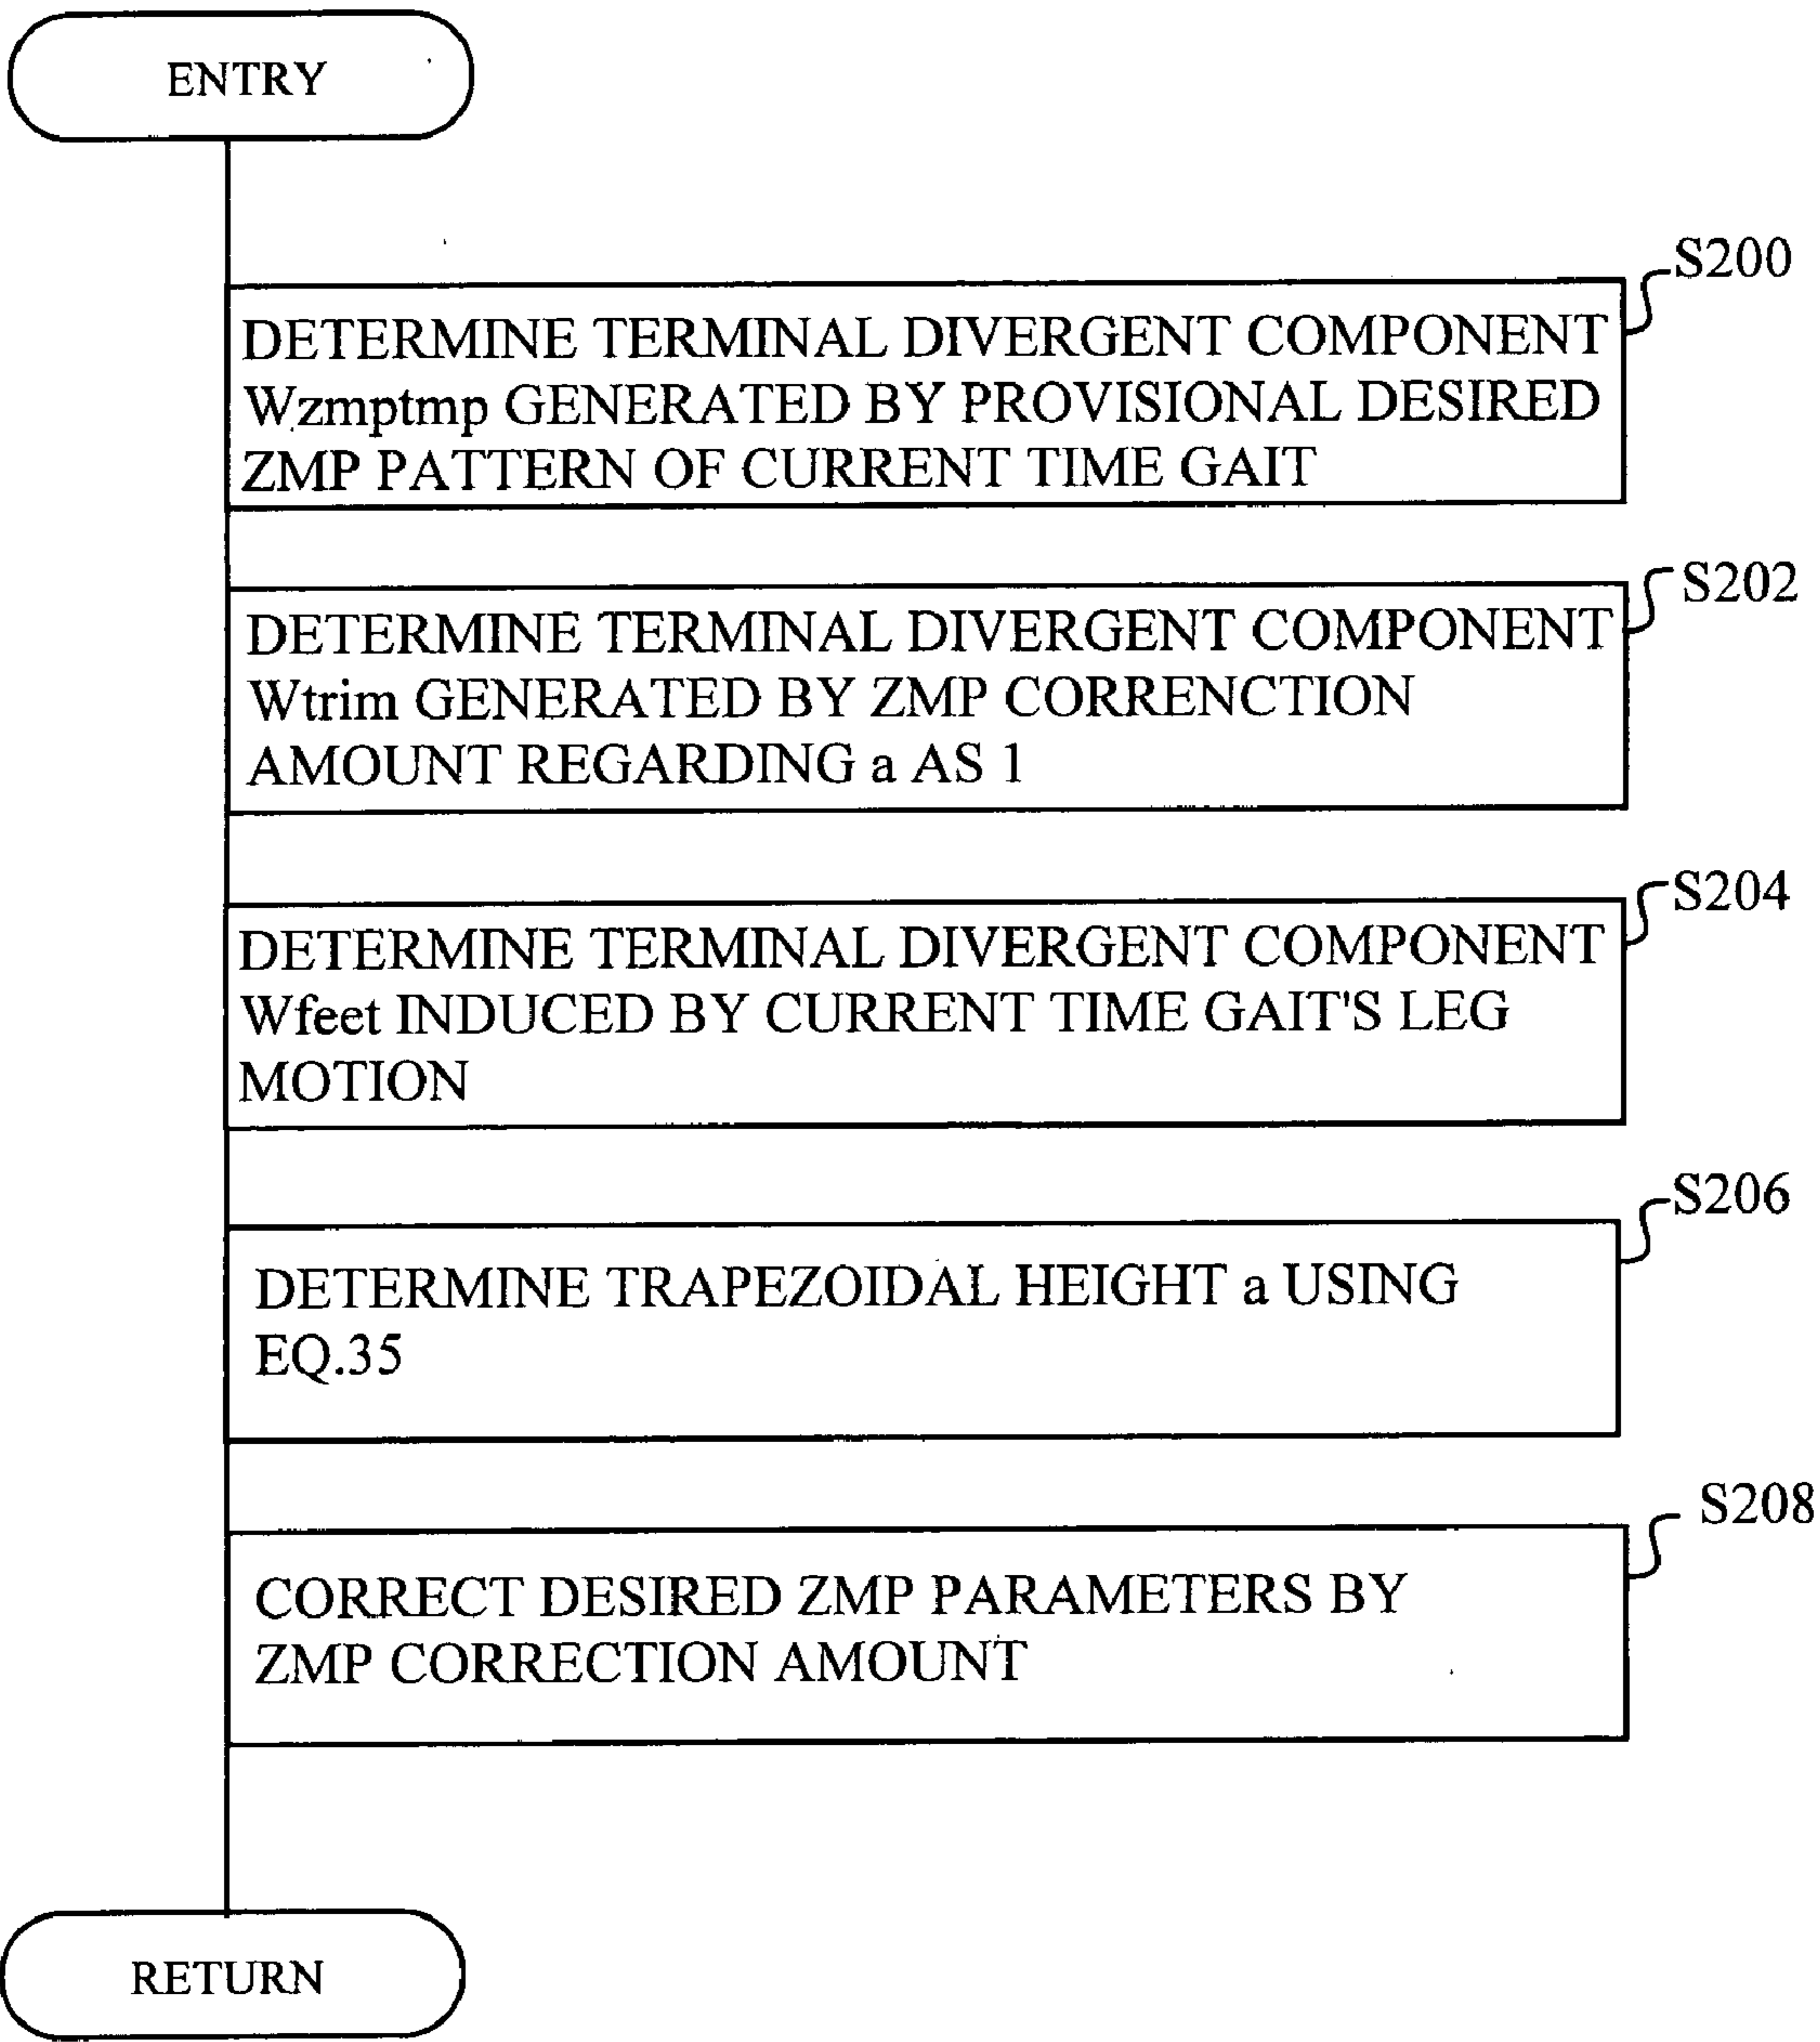 ENTRY
S200
DETERMINE TERMINAL DIVERGENT COMPONENT
Wzmptmp GENERATED BY PROVISIONAL DESIRED
ZMP PATTERN OF CURRENT TIME GAIT
S202
DETERMINE TERMINAL DIVERGENT COMPONENT
Wtrim GENERATED BY ZMP CORRENCTION
AMOUNT REGARDING a AS 1
S204
DETERMINE TERMINAL DIVERGENT COMPONENT
Wfeet INDUCED BY CURRENT TIME GAIT'S LEG
MOTION
S206
DETERMINE TRAPEZOIDAL HEIGHT a USING
EQ.35
S208
CORRECT DESIRED ZMP PARAMETERS BY
ZMP CORRECTION AMOUNT
RETURN